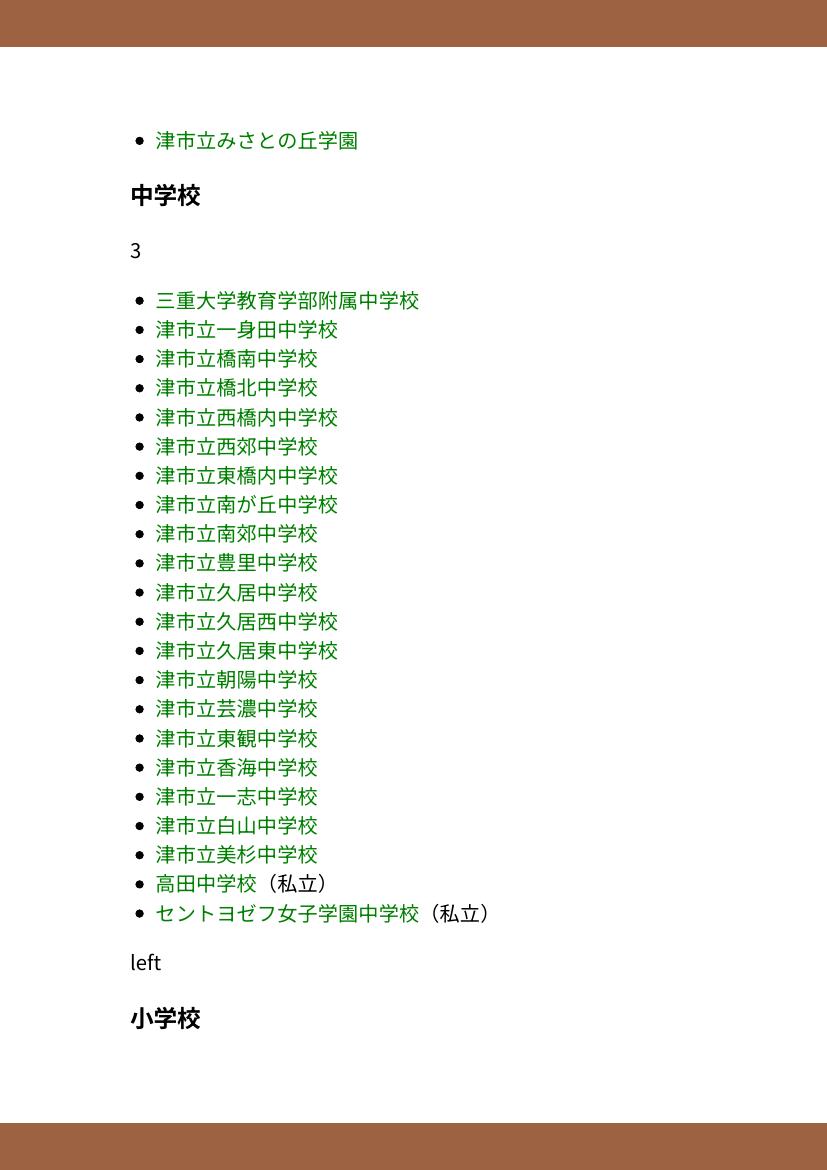 津市立みさとの丘学園
中学校
3
三重大学教育学部附属中学校
津市立一身田中学校
津市立橋南中学校
津市立橋北中学校
津市立西橋内中学校
津市立西郊中学校
津市立東橋内中学校
津市立南が丘中学校
津市立南郊中学校
津市立豊里中学校
津市立久居中学校
津市立久居西中学校
津市立久居東中学校
津市立朝陽中学校
津市立芸濃中学校
津市立東観中学校
津市立香海中学校
津市立一志中学校
津市立白山中学校
津市立美杉中学校
高田中学校（私立）
セントヨゼフ女子学園中学校（私立）
left
小学校